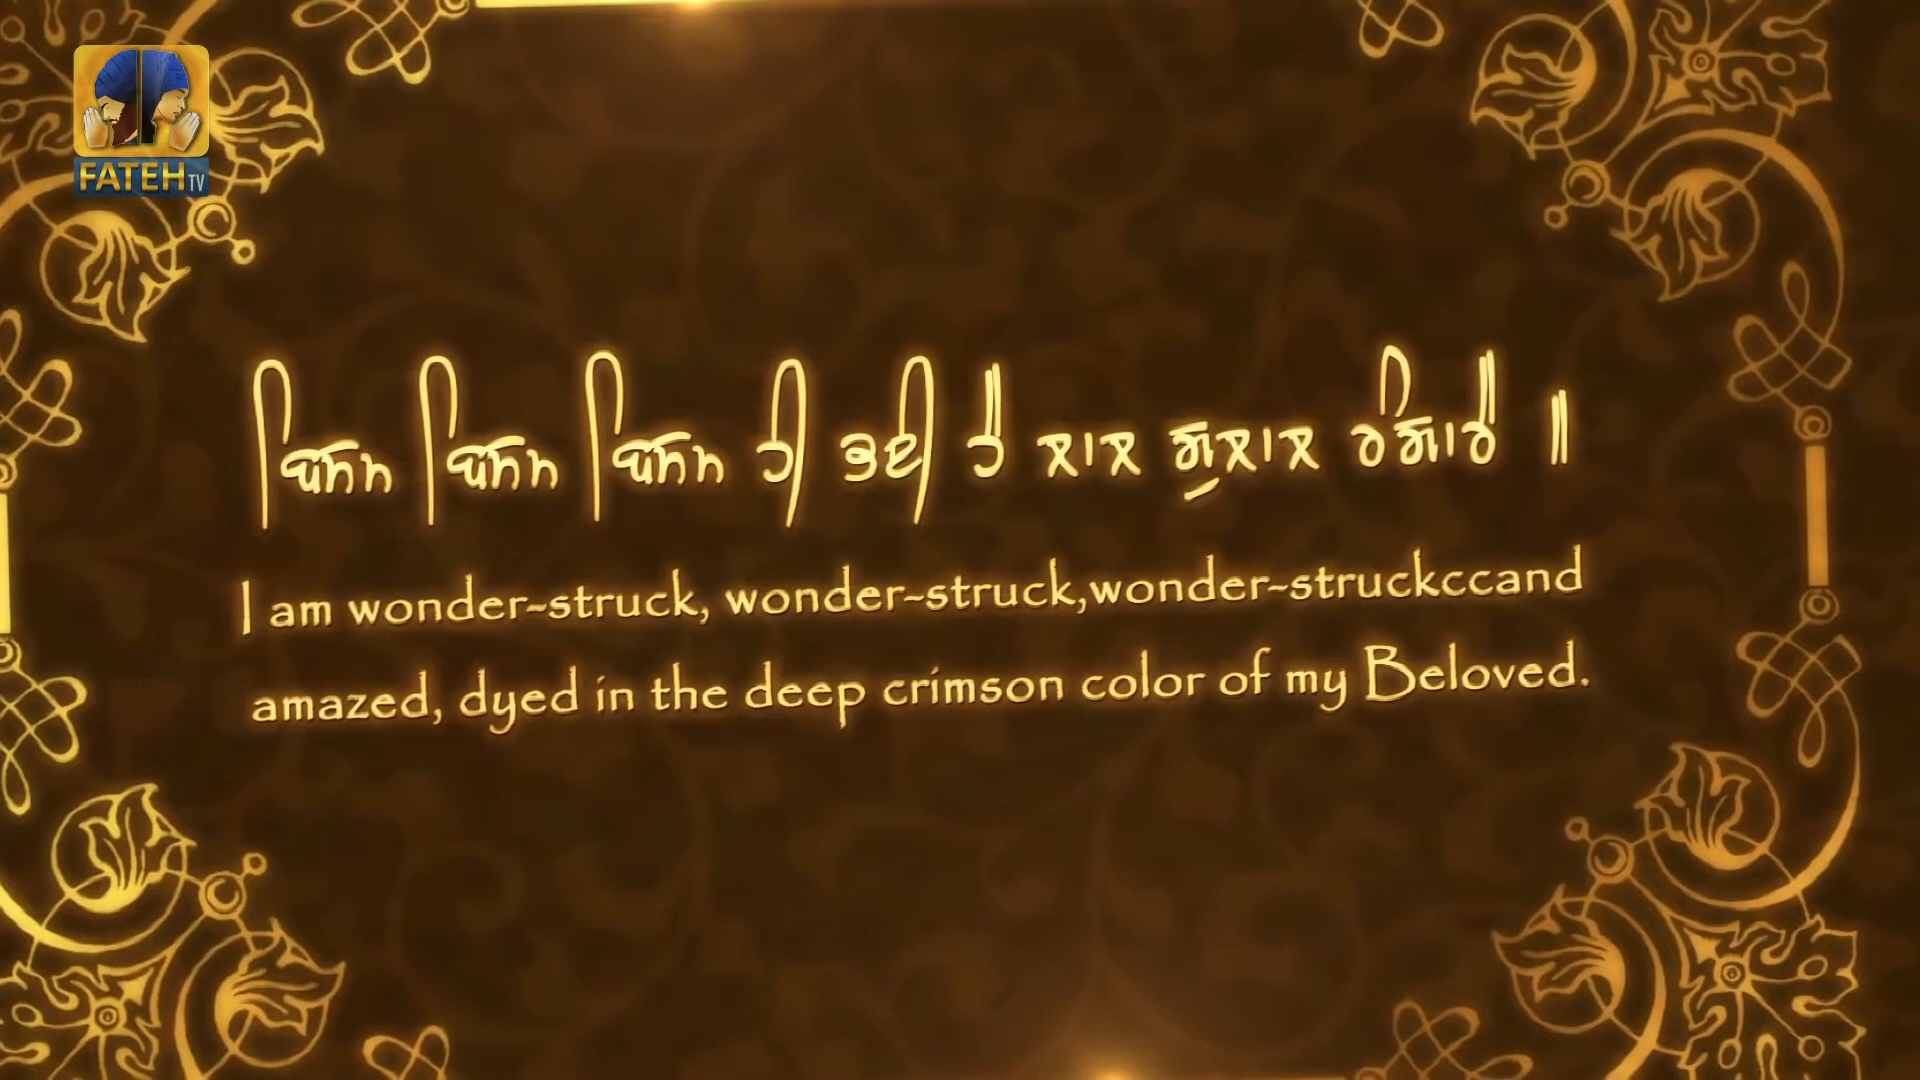 FATEH TV
ਬਿਸਮ ਬਿਸਮ ਬਿਸਮ ਹੀ ਭਈ ਹੈ ਲਾਲ ਗੁਲਾਲ ਰੰਗਾਰੈ ॥
I am wonder-struck, wonder-struck,wonder-struckccand
amazed, dyed in the deep crimson color of my Beloved.